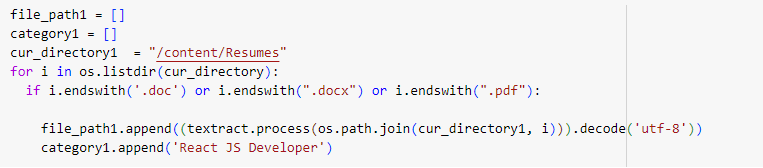 file_path1 = []
category1 = []
cur_directory1  = "/content/Resumes"
for i in os.listdir(cur_directory):
  if i.endswith('.doc') or i.endswith(".docx") or i.endswith(".pdf"):
    file_path1.append((textract.process(os.path.join(cur_directory1, i))).decode('utf-8'))
    category1.append('React JS Developer')